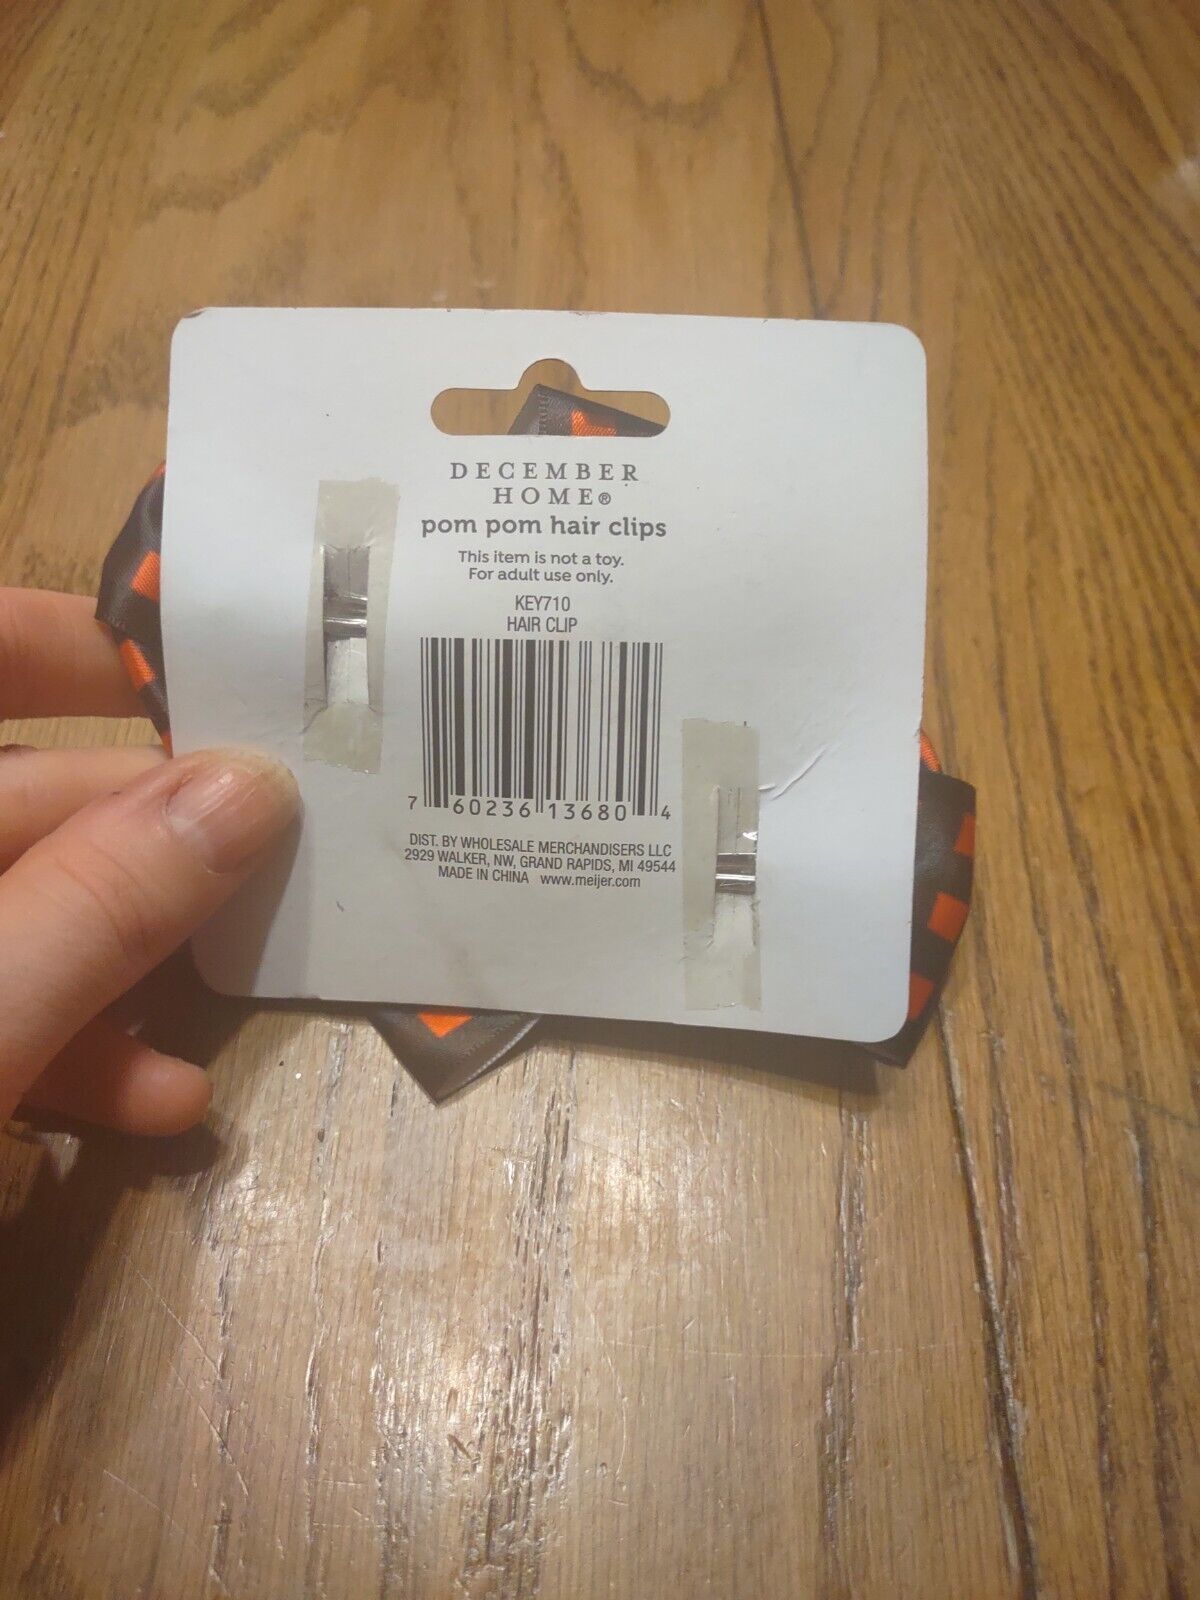 DECEMBER
HOME®
pom pom hair clips
This item is not a toy.
For adult use only.
KEY710
HAIR CLIP
7 60236 13680 4
DIST. BY WHOLESALE MERCHANDISERS LLC
2929 WALKER, NW, GRAND RAPIDS, MI 49544
MADE IN CHINA www.meijer.com